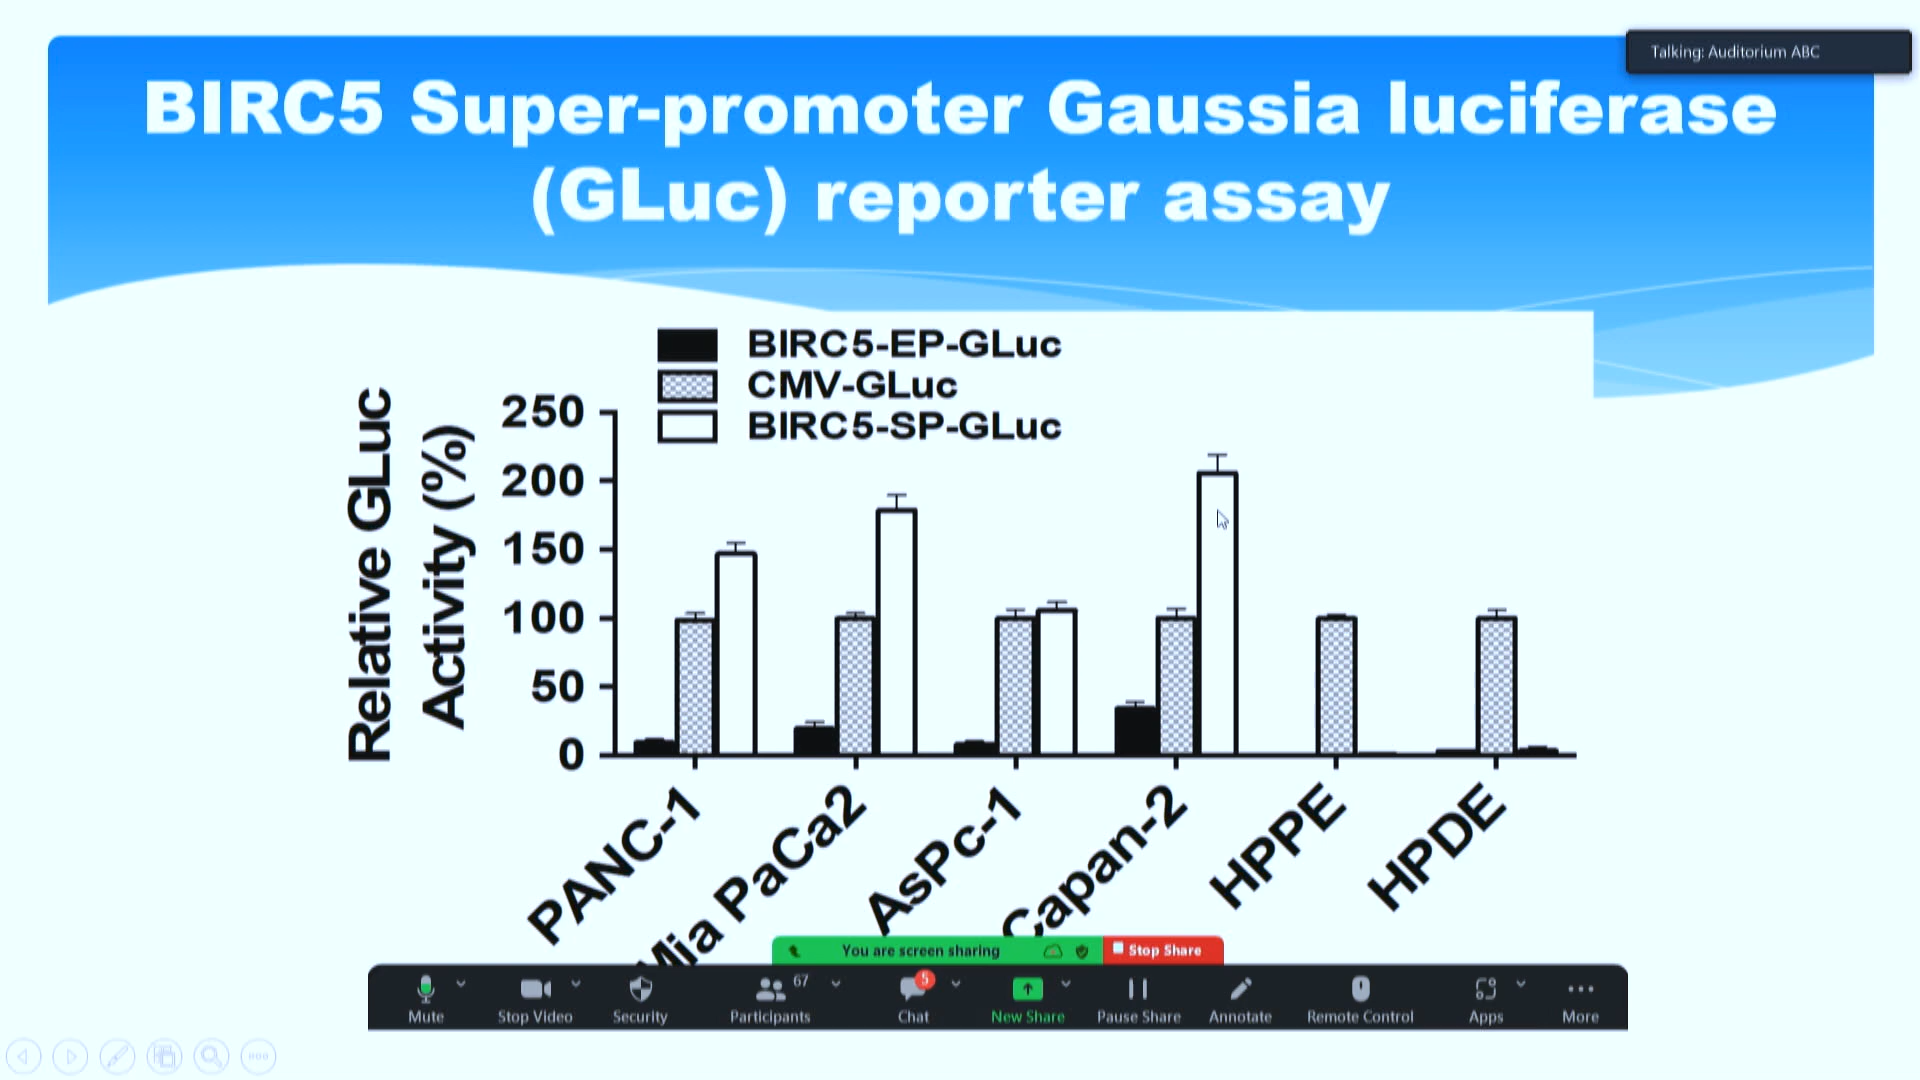 Talking: Auditorium ABC
BIRC5 Super-promoter Gaussia luciferase
(GLuc) reporter assay
BIRC5-EP-GLuc
CMV-GLuc
BIRC5-SP-GLuc
Relative GLuc
Activity (%)
250
200
150
100
50
0
PANC-1
Mia PaCa2
AsPc-1
Capan-2
HPPE
HPDE
You are screen sharing
Stop Share
67
5
Mute
Stop Video
Security
Participants
Chat
New Share
Pause Share
Annotate
Remote Control
Apps
More